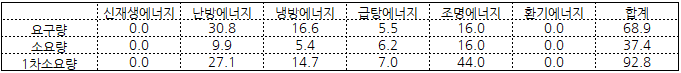 신재생에너지 난방에너지 냉방에너지 급탕에너지 조명에너지 환기에너지 합계
요구량 0.0 30.8 16.6 5.5 16.0 0.0 68.9
소요량 0.0 9.9 5.4 6.2 16.0 0.0 37.4
1차소요량 0.0 27.1 14.7 7.0 44.0 0.0 92.8